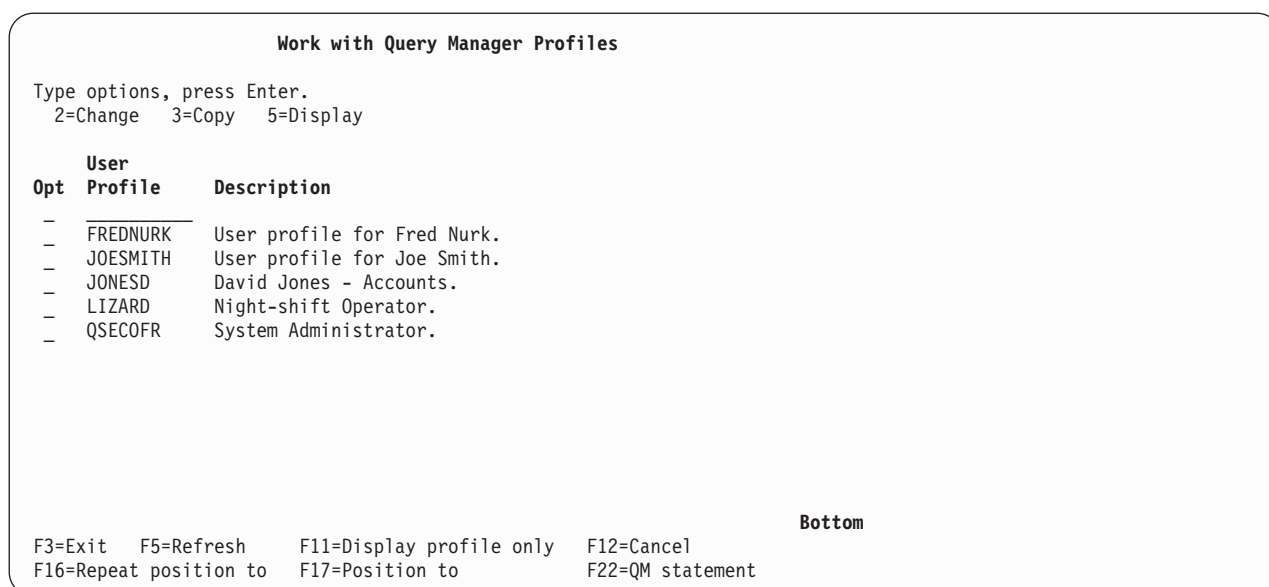 Work with Query Manager Profiles
Type options, press Enter.
2=Change 3=Copy 5=Display
User
Opt Profile Description
_ __________
_ FREDNURK User profile for Fred Nurk.
_ JOESMITH User profile for Joe Smith.
_ JONESD David Jones - Accounts.
_ LIZARD Night-shift Operator.
_ QSECOFR System Administrator.
Bottom
F3=Exit F5=Refresh F11=Display profile only F12=Cancel
F16=Repeat position to F17=Position to F22=QM statement